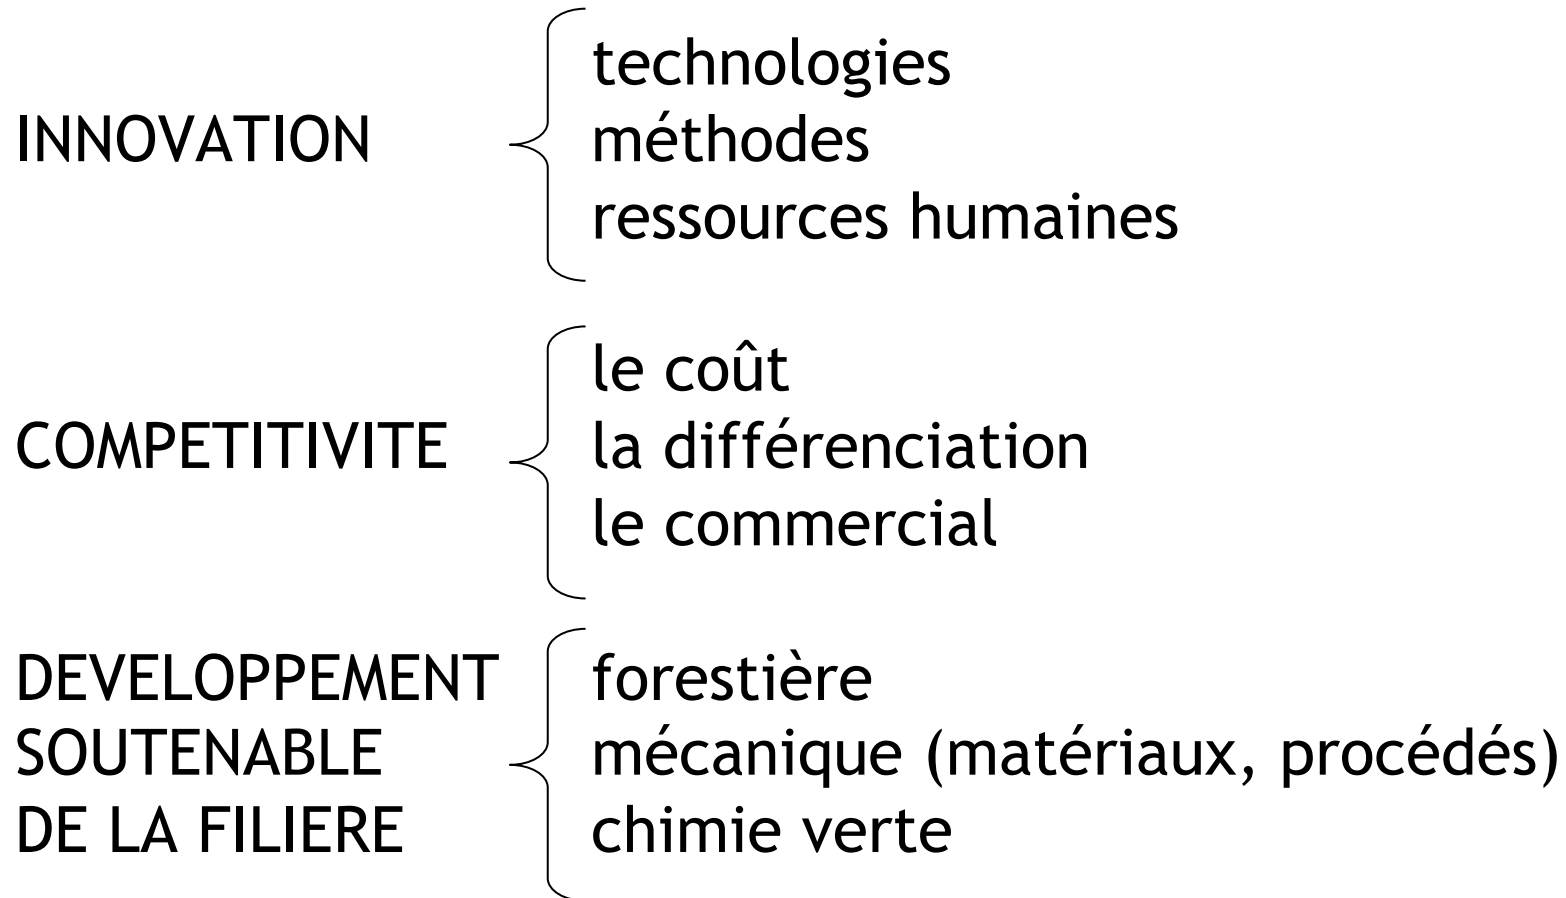 INNOVATION
technologies
méthodes
ressources humaines
COMPETITIVITE
le coût
la différenciation
le commercial
DEVELOPPEMENT
SOUTENABLE
DE LA FILIERE
forestière
mécanique (matériaux, procédés)
chimie verte